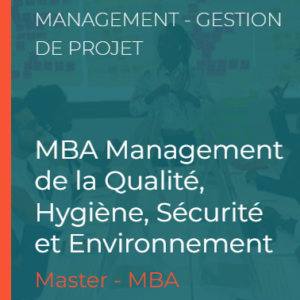 MANAGEMENT - GESTION
DE PROJET
MBA Management
de la Qualité,
Hygiène, Sécurité
et Environnement
Master - MBA